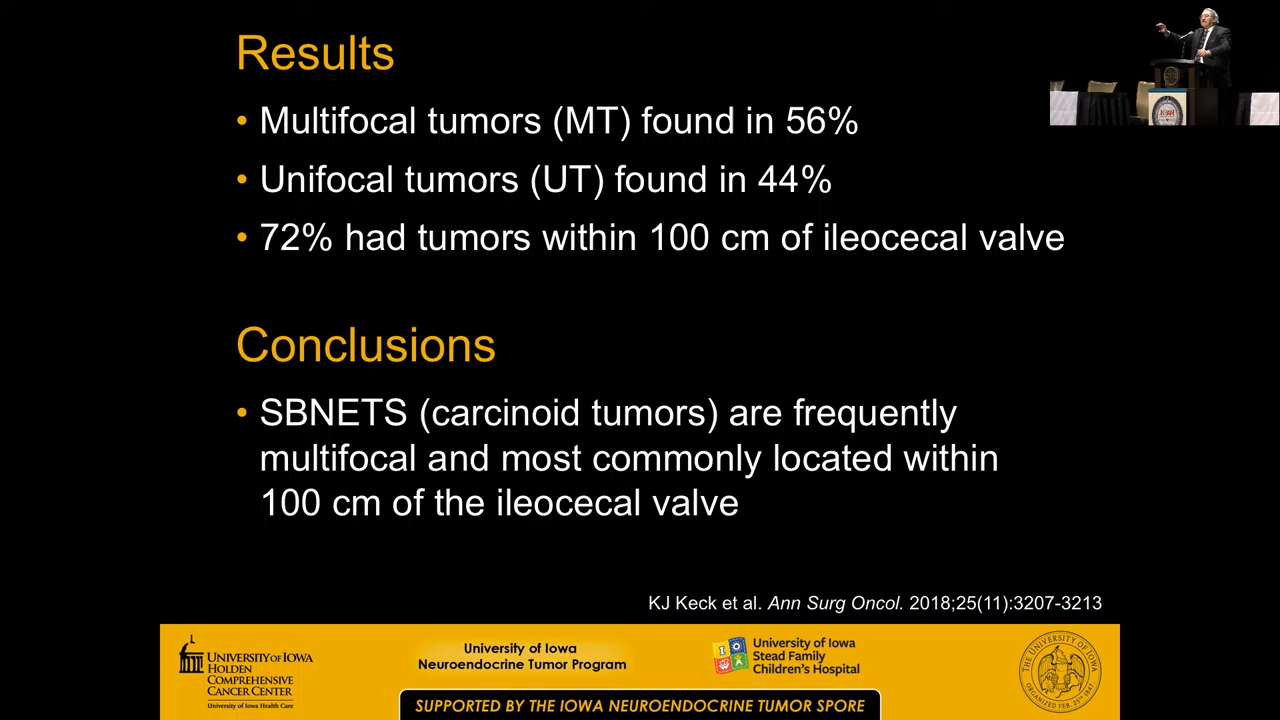 Results
• Multifocal tumors (MT) found in 56%
• Unifocal tumors (UT) found in 44%
• 72% had tumors within 100 cm of ileocecal valve
Conclusions
• SBNETS (carcinoid tumors) are frequently
multifocal and most commonly located within
100 cm of the ileocecal valve
KJ Keck et al. Ann Surg Oncol. 2018;25(11):3207-3213
UNIVERSITY OF IOWA
HOLDEN
COMPREHENSIVE
CANCER CENTER
University of Iowa Health Care
University of Iowa
Neuroendocrine Tumor Program
University of Iowa
Stead Family
Children's Hospital
SUPPORTED BY THE IOWA NEUROENDOCRINE TUMOR SPORE
THE UNIVERSITY OF IOWA
ORGANIZED FEB. 25TH 1847